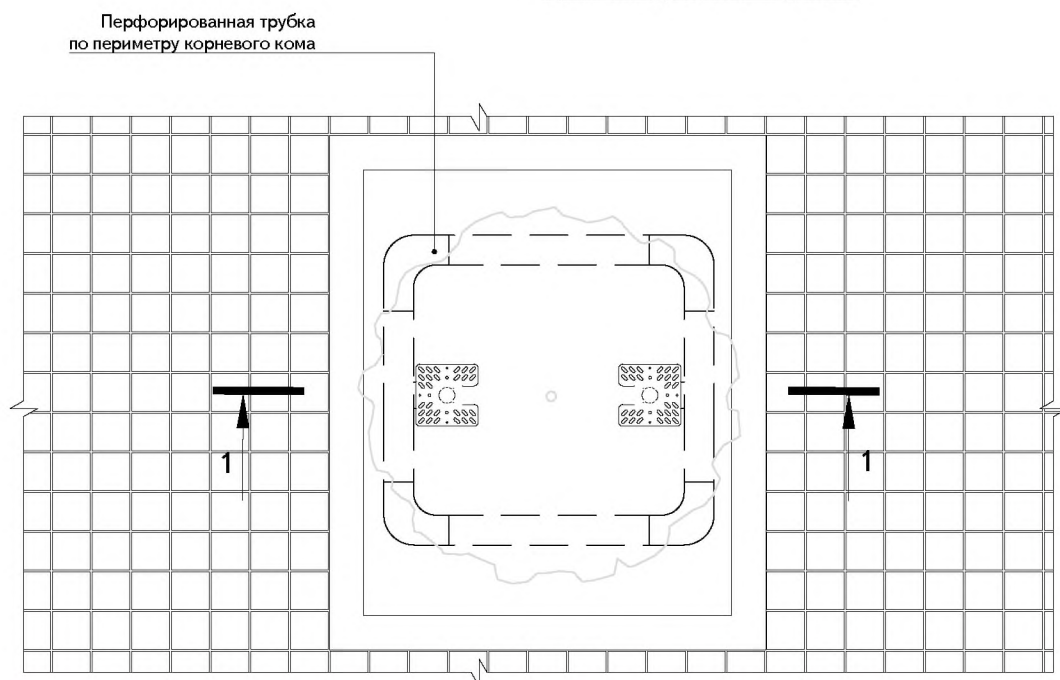 Перфорированная трубка
по периметру корневого кома
1
1